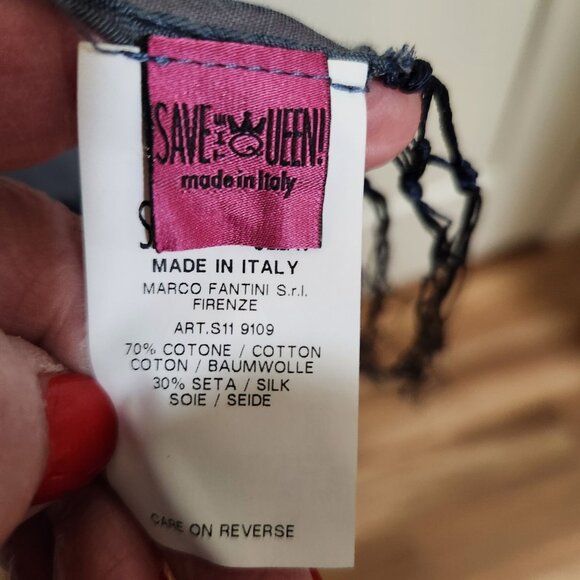 SAVE THE QUEEN!
made in Italy
MADE IN ITALY
MARCO FANTINI S.r.l.
FIRENZE
ART.S11 9109
70% COTONE / COTTON
COTON / BAUMWOLLE
30% SETA / SILK
SOIE / SEIDE
CARE ON REVERSE